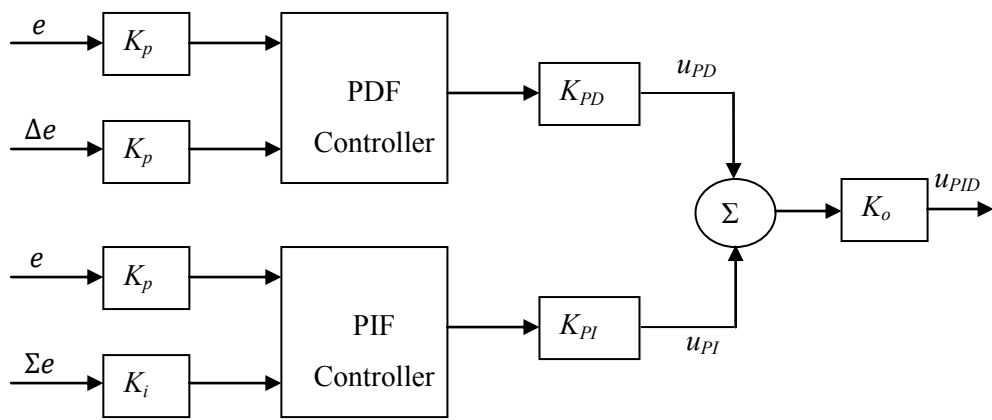 e
K_p
PDF
Controller
Δe
K_p
K_PD
u_PD
Σ
K_o
u_PID
e
K_p
PIF
Controller
Σe
K_i
K_PI
u_PI